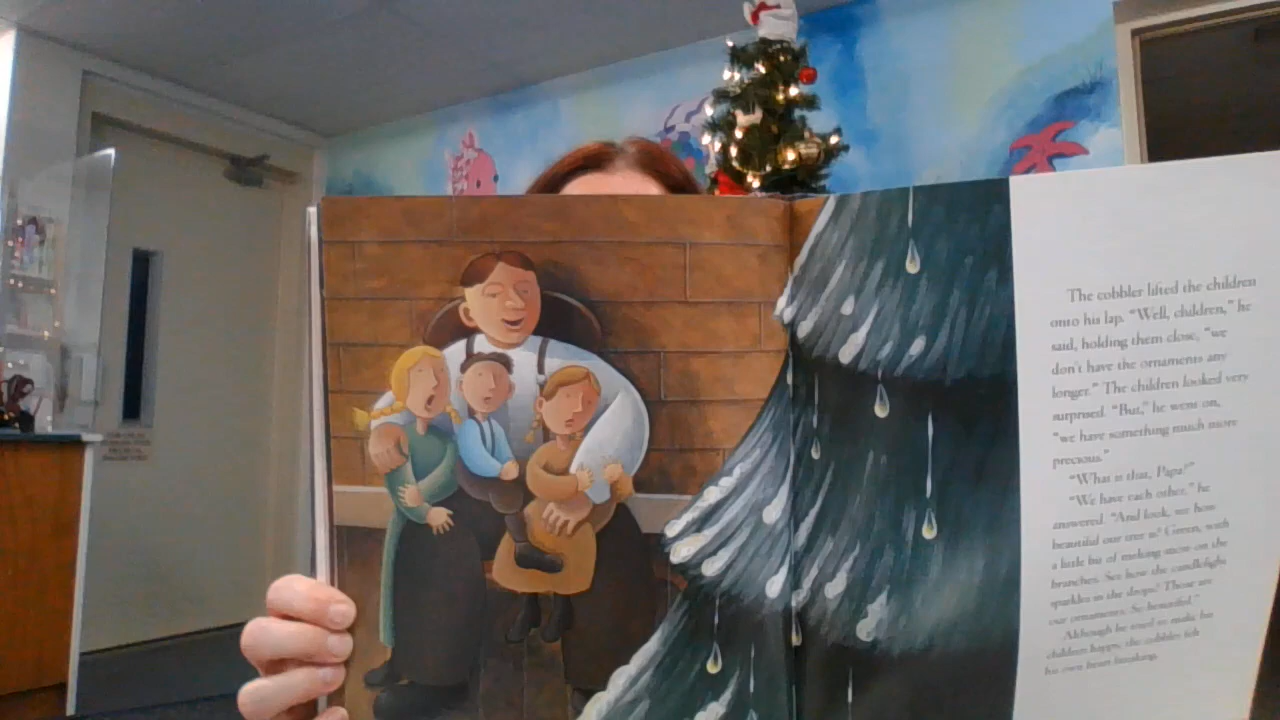 The cobbler lifted the children
onto his lap. "Well, children," he
said, holding them close, "we
don't have the ornaments any
longer." The children looked very
surprised. "But," he went on,
"we have something much more
precious."
"What is that, Papa?"
"We have each other," he
answered. "And look, see how
beautiful our tree is! Green, with
a little bit of melting snow on the
branches. See how the candlelight
sparkles in the drops! Those are
our ornaments. So beautiful."
Although he tried to make his
children happy, the cobbler felt
his own heart breaking.